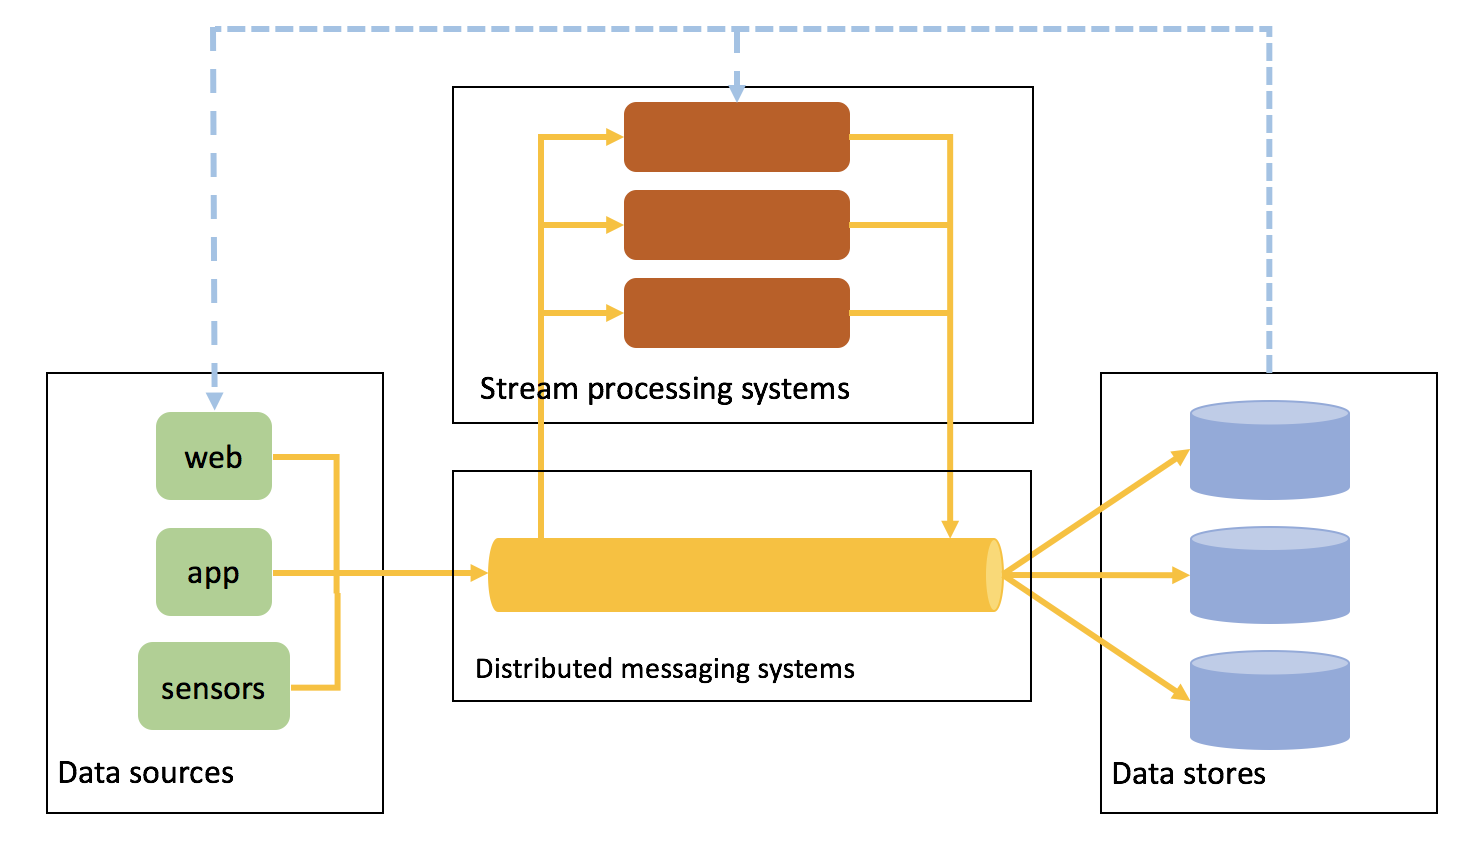 Stream processing systems
web
app
sensors
Data sources
Distributed messaging systems
Data stores